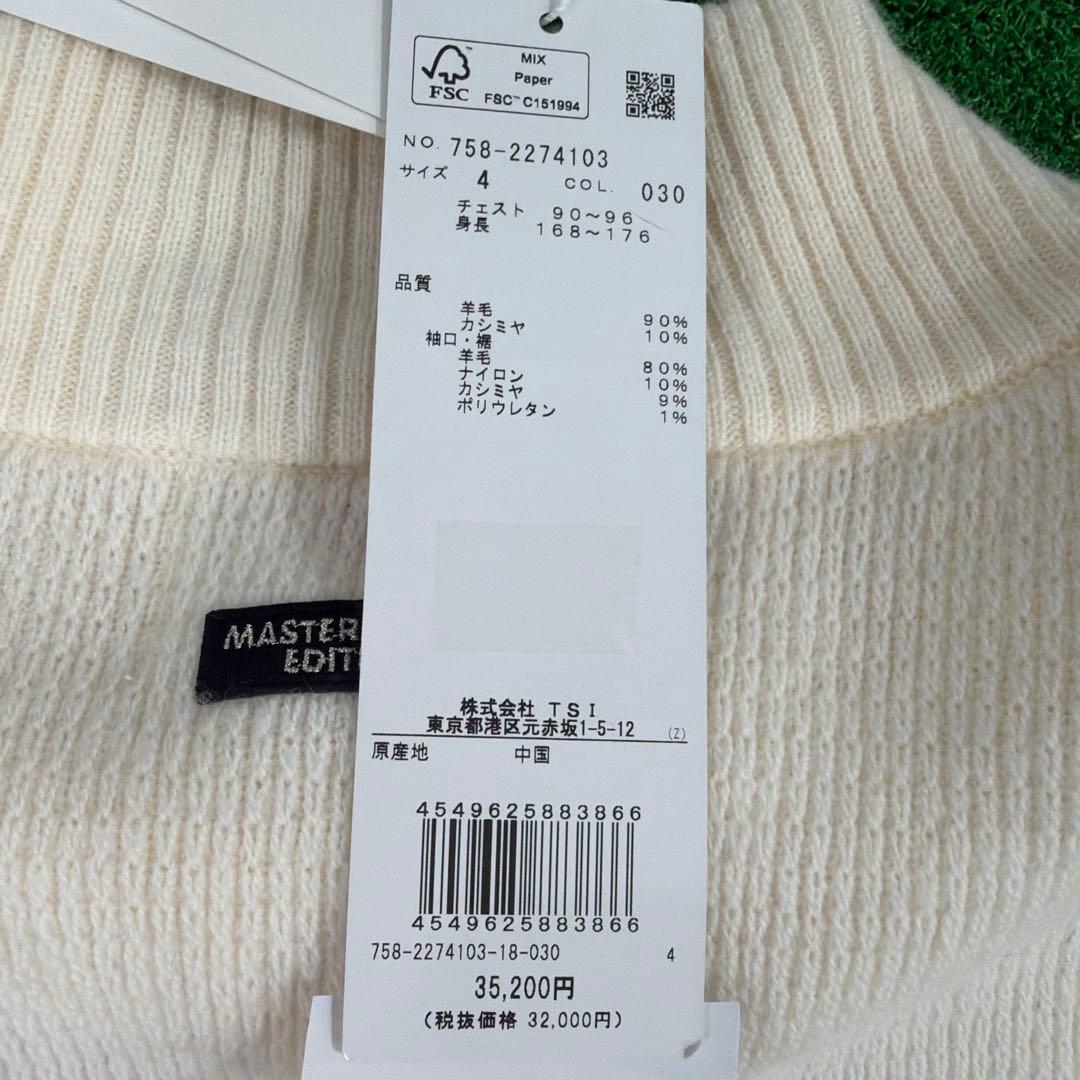 FSC
MIX
Paper
FSC™ C151994
NO. 758-2274103
サイズ 4 COL. 030
チェスト 90～96
身長 168～176
品質
羊毛 90%
カシミヤ 10%
袖口・裾
羊毛 80%
ナイロン 10%
カシミヤ 9%
ポリウレタン 1%
MASTER
EDIT
株式会社 TSI
東京都港区元赤坂1-5-12 (Z)
原産地 中国
4549625883866
4549625883866
758-2274103-18-030 4
35,200円
(税抜価格 32,000円)